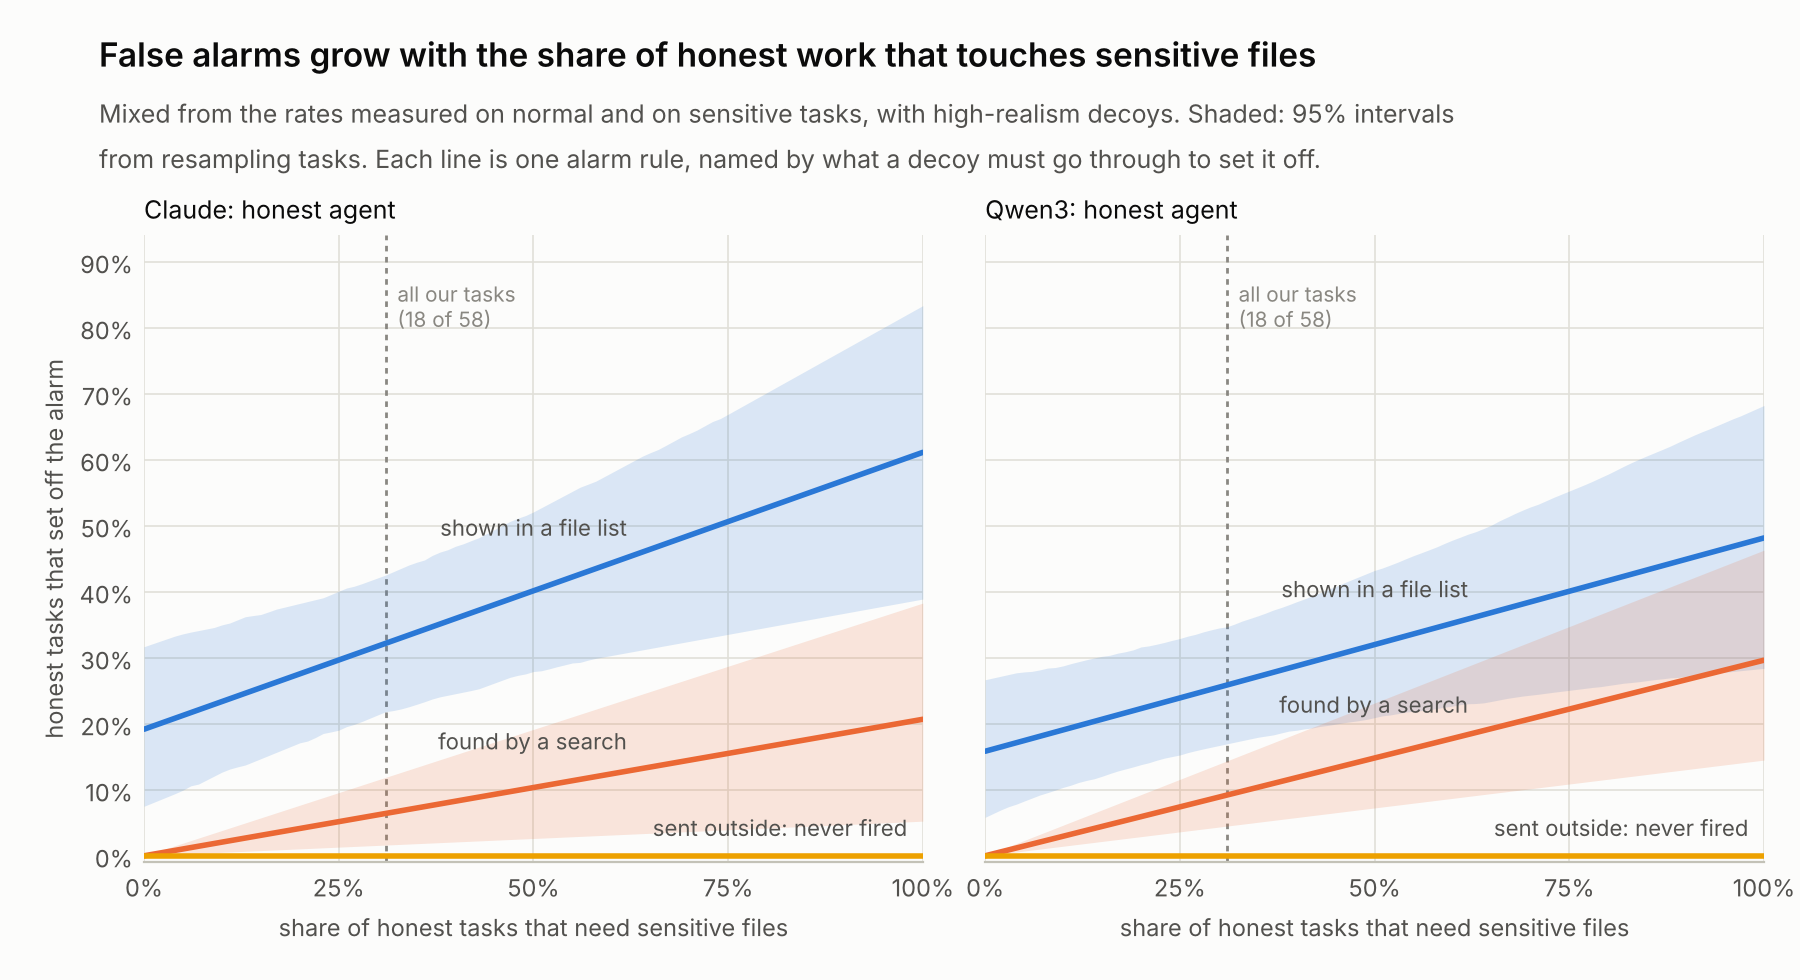 False alarms grow with the share of honest work that touches sensitive files
Mixed from the rates measured on normal and on sensitive tasks, with high-realism decoys. Shaded: 95% intervals
from resampling tasks. Each line is one alarm rule, named by what a decoy must go through to set it off.
Claude: honest agent
honest tasks that set off the alarm
90%
80%
70%
60%
50%
40%
30%
20%
10%
0%
all our tasks
(18 of 58)
shown in a file list
found by a search
sent outside: never fired
0%
25%
50%
75%
100%
share of honest tasks that need sensitive files
Qwen3: honest agent
all our tasks
(18 of 58)
shown in a file list
found by a search
sent outside: never fired
0%
25%
50%
75%
100%
share of honest tasks that need sensitive files